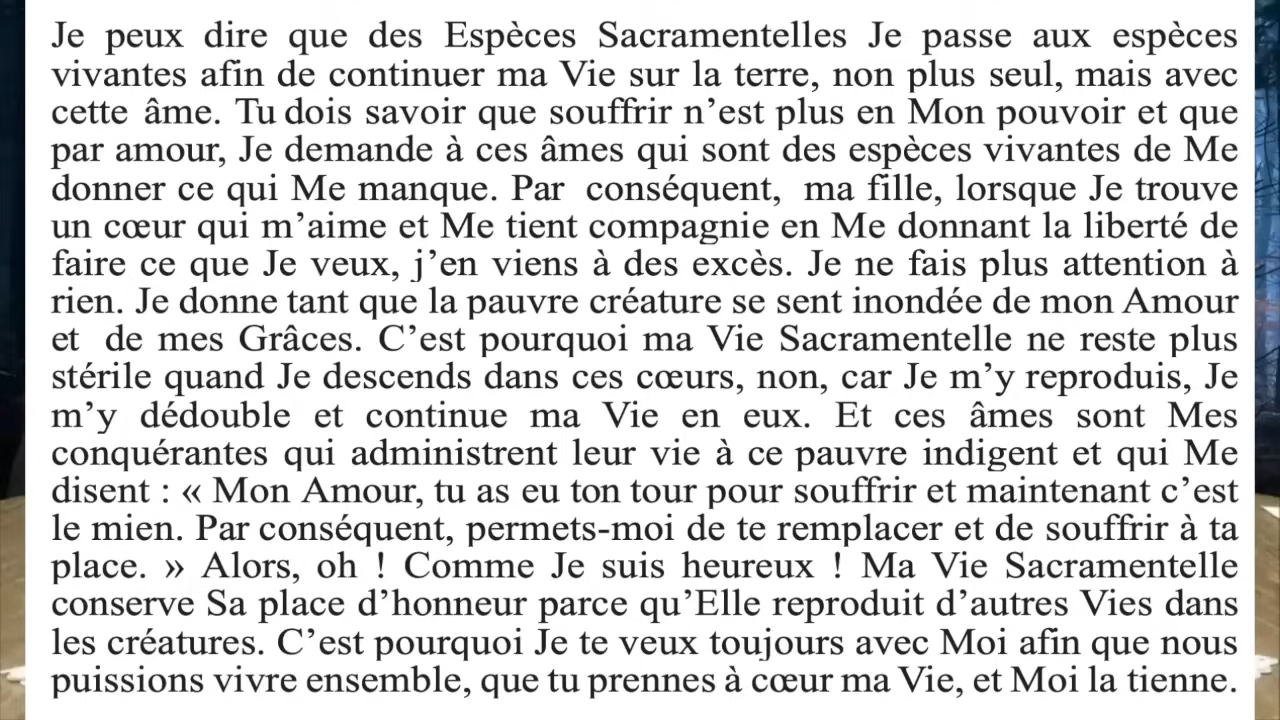 Je peux dire que des Espèces Sacramentelles Je passe aux espèces
vivantes afin de continuer ma Vie sur la terre, non plus seul, mais avec
cette âme. Tu dois savoir que souffrir n’est plus en Mon pouvoir et que
par amour, Je demande à ces âmes qui sont des espèces vivantes de Me
donner ce qui Me manque. Par conséquent, ma fille, lorsque Je trouve
un cœur qui m’aime et Me tient compagnie en Me donnant la liberté de
faire ce que Je veux, j’en viens à des excès. Je ne fais plus attention à
rien. Je donne tant que la pauvre créature se sent inondée de mon Amour
et de mes Grâces. C’est pourquoi ma Vie Sacramentelle ne reste plus
stérile quand Je descends dans ces cœurs, non, car Je m’y reproduis, Je
m’y dédouble et continue ma Vie en eux. Et ces âmes sont Mes
conquérantes qui administrent leur vie à ce pauvre indigent et qui Me
disent : « Mon Amour, tu as eu ton tour pour souffrir et maintenant c’est
le mien. Par conséquent, permets-moi de te remplacer et de souffrir à ta
place. » Alors, oh ! Comme Je suis heureux ! Ma Vie Sacramentelle
conserve Sa place d’honneur parce qu’Elle reproduit d’autres Vies dans
les créatures. C’est pourquoi Je te veux toujours avec Moi afin que nous
puissions vivre ensemble, que tu prennes à cœur ma Vie, et Moi la tienne.